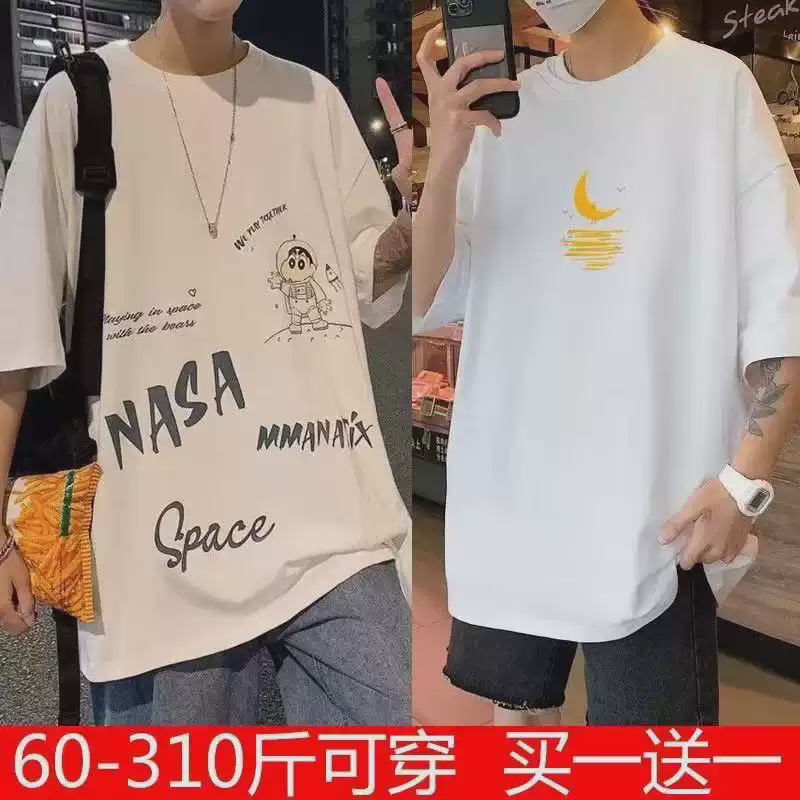 WE PLAY TOGETHER
Playing in space
with the bears
NASA
MMANATiX
Space
Steak
60-310斤可穿 买一送一